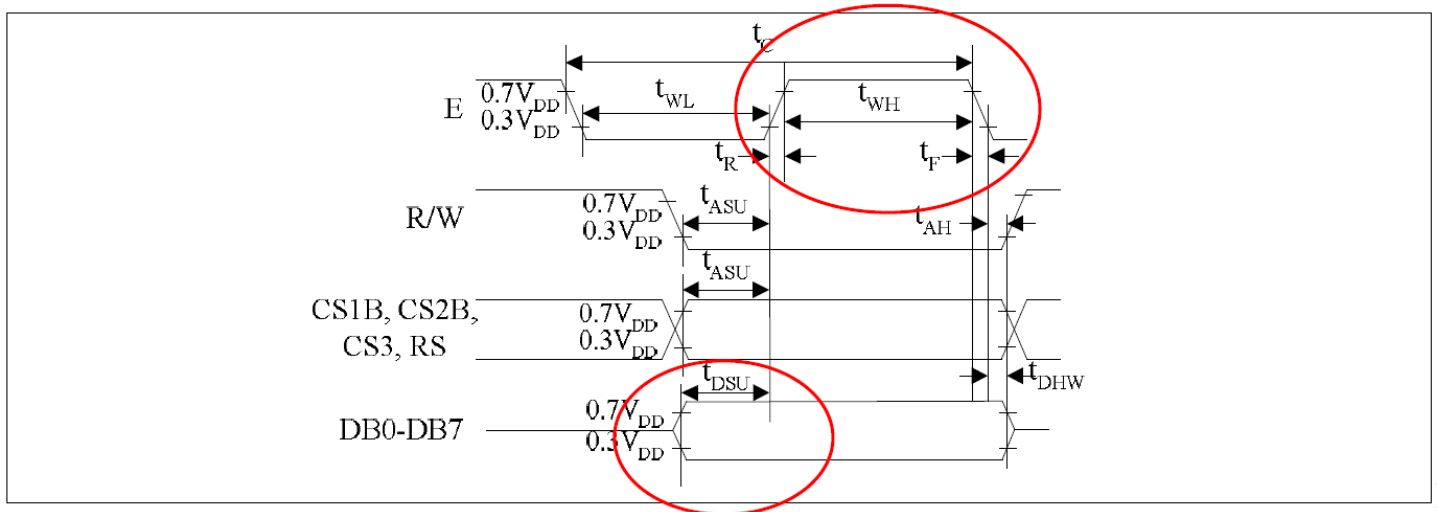 tC
E
0.7VDD
0.3VDD
tWL
tWH
tR
tF
R/W
0.7VDD
0.3VDD
tASU
tAH
tASU
CS1B, CS2B,
CS3, RS
0.7VDD
0.3VDD
tDSU
tDHW
DB0-DB7
0.7VDD
0.3VDD